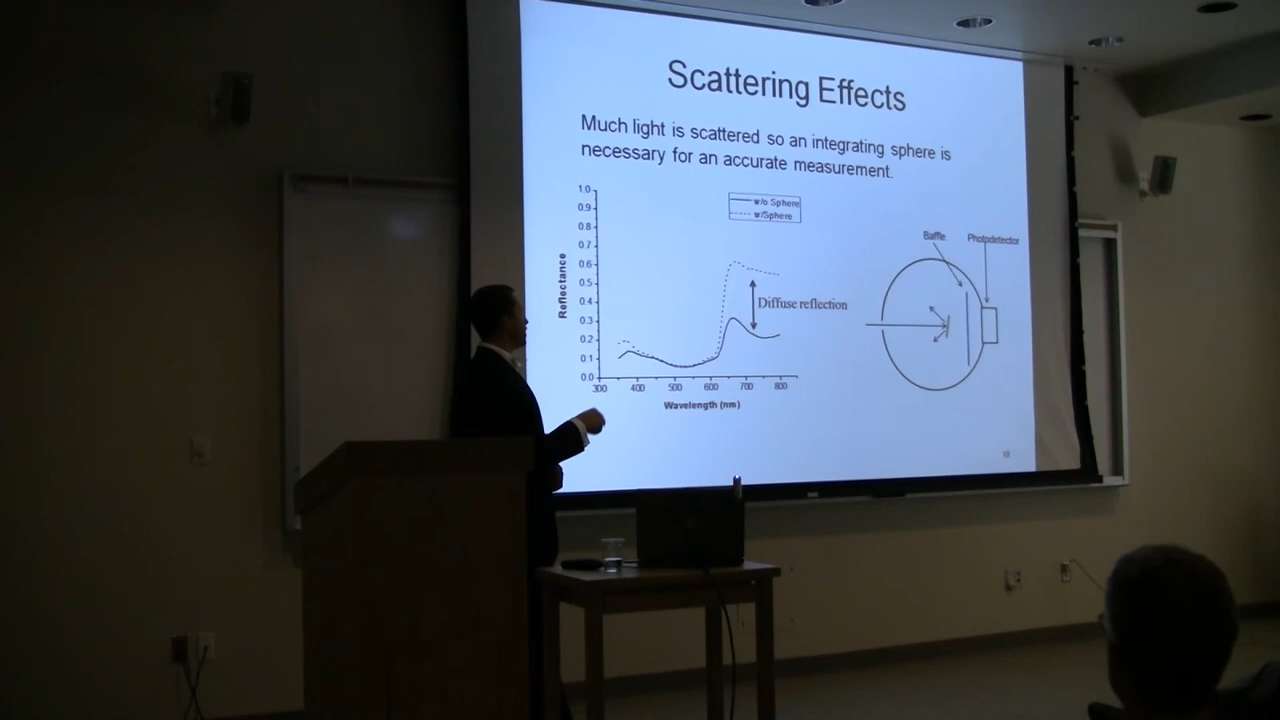 Scattering Effects
Much light is scattered so an integrating sphere is
necessary for an accurate measurement.
1.0
0.9
0.8
0.7
0.6
0.5
0.4
0.3
0.2
0.1
0.0
Reflectance
w/o Sphere
w/Sphere
Diffuse reflection
300 400 500 600 700 800
Wavelength (nm)
Baffle
Photodetector